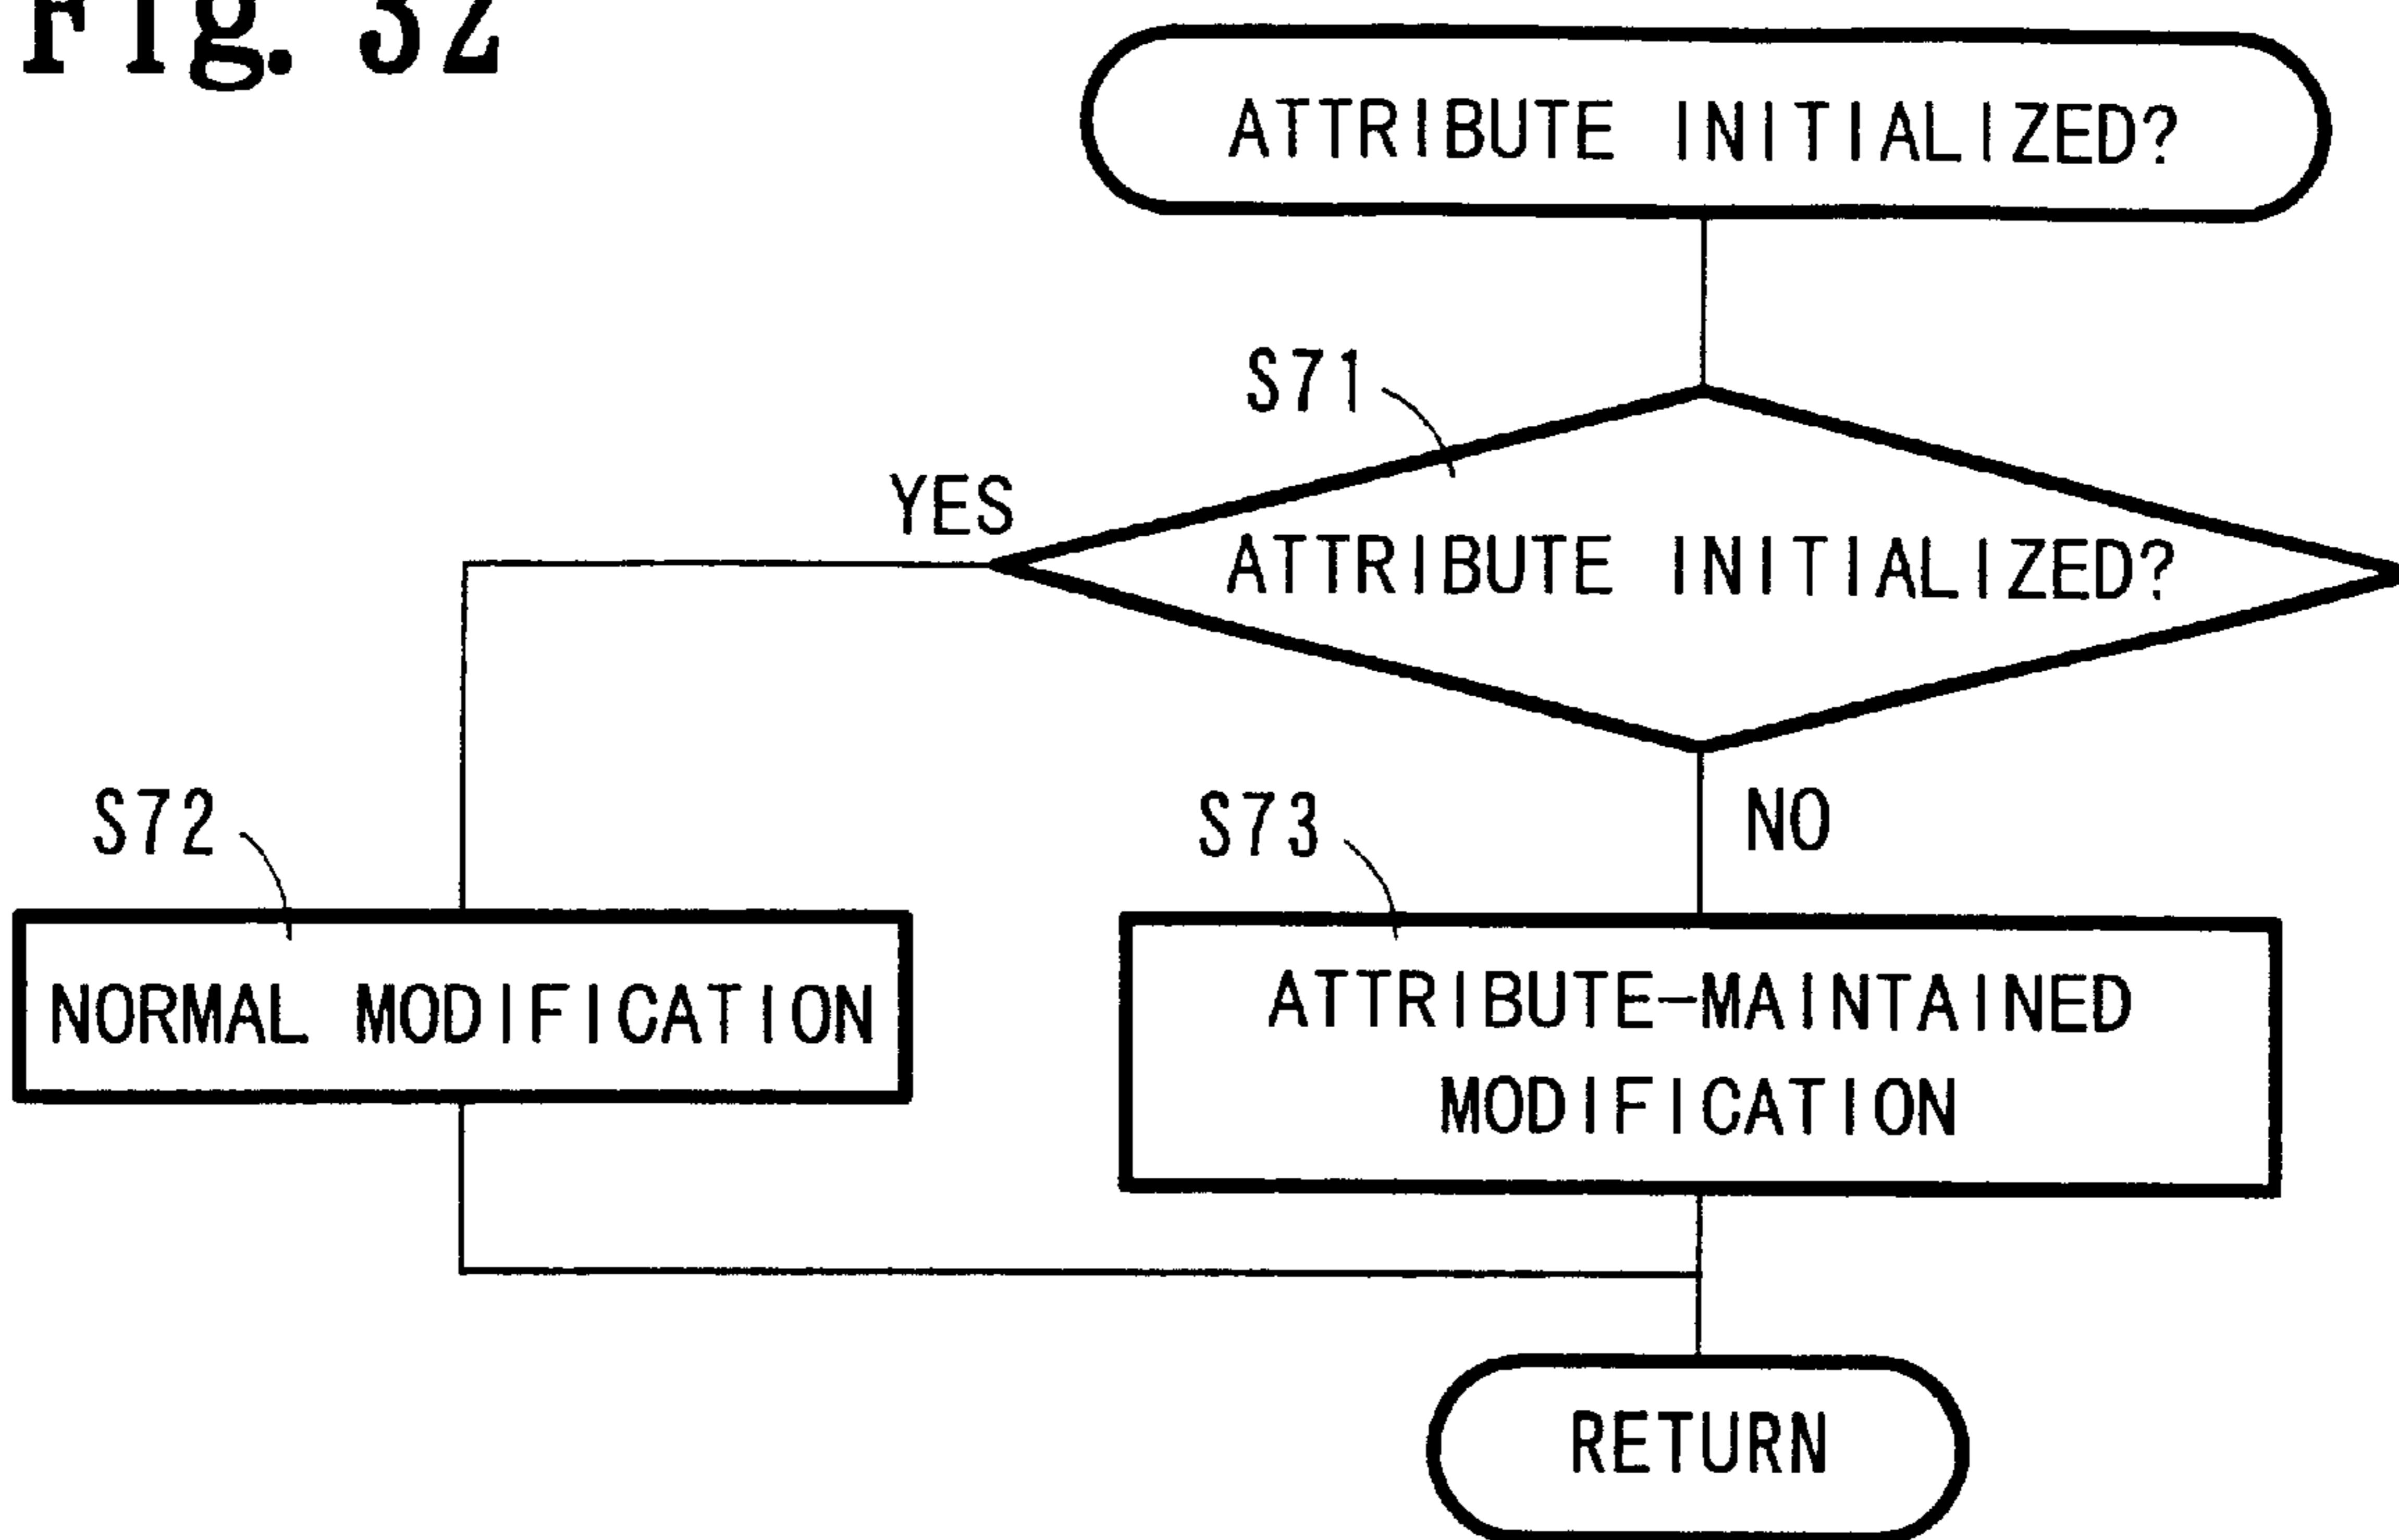 Fig. 32
ATTRIBUTE INITIALIZED?
S71
YES
ATTRIBUTE INITIALIZED?
S72
S73
NO
NORMAL MODIFICATION
ATTRIBUTE-MAINTAINED
MODIFICATION
RETURN